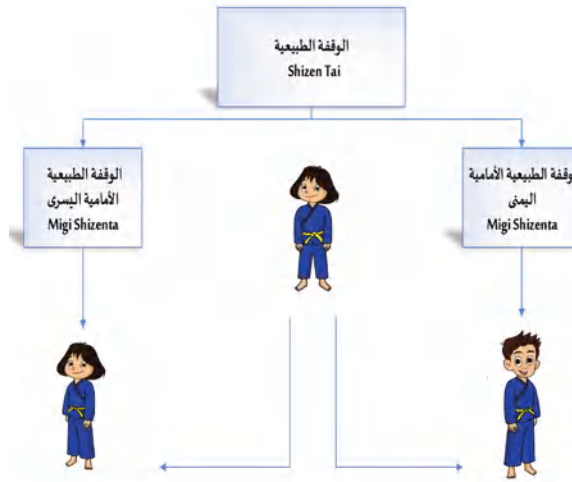 الوقفة الطبيعية
Shizen Tai
الوقفة الطبيعية
الأمامية اليسرى
Migi Shizenta
وقفة الطبيعية الأمامية
اليمنى
Migi Shizenta